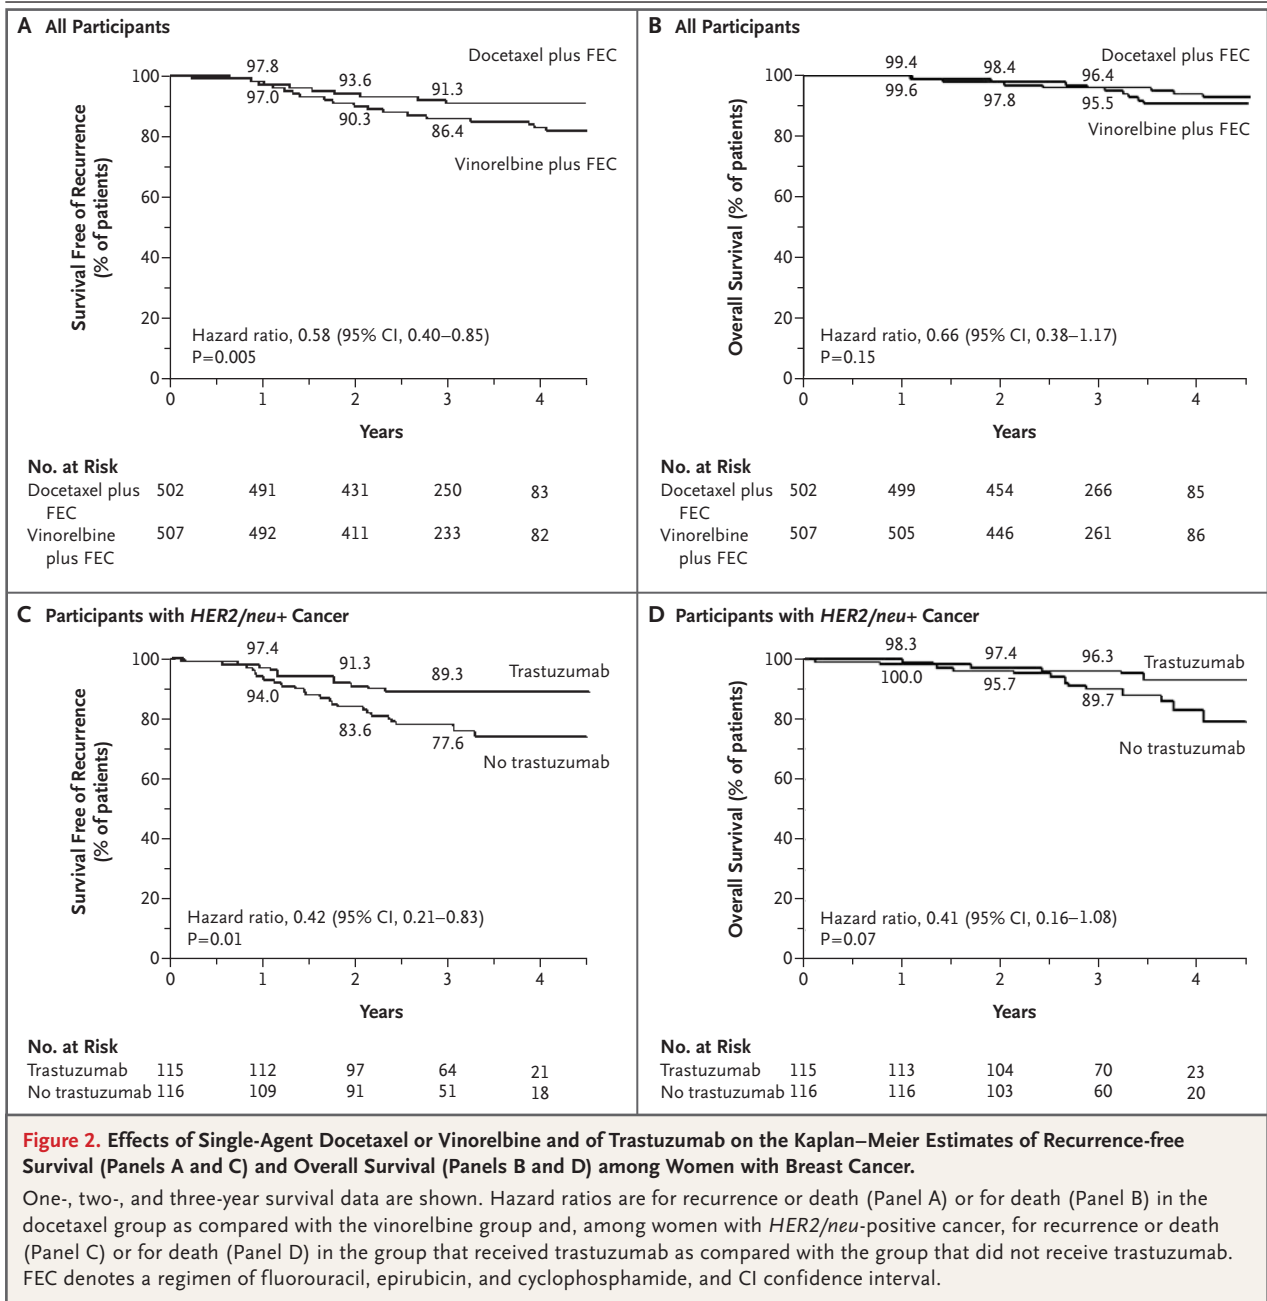 A All Participants
Docetaxel plus FEC
97.8
93.6
91.3
97.0
90.3
86.4
Vinorelbine plus FEC
100
80
60
40
20
0
Survival Free of Recurrence
(% of patients)
Hazard ratio, 0.58 (95% CI, 0.40–0.85)
P=0.005
0 1 2 3 4
Years
No. at Risk
Docetaxel plus 502 491 431 250 83
FEC
Vinorelbine 507 492 411 233 82
plus FEC
B All Participants
Docetaxel plus FEC
99.4
98.4
96.4
99.6
97.8
95.5
Vinorelbine plus FEC
100
80
60
40
20
0
Overall Survival (% of patients)
Hazard ratio, 0.66 (95% CI, 0.38–1.17)
P=0.15
0 1 2 3 4
Years
No. at Risk
Docetaxel plus 502 499 454 266 85
FEC
Vinorelbine 507 505 446 261 86
plus FEC
C Participants with HER2/neu+ Cancer
97.4
91.3
89.3
Trastuzumab
94.0
83.6
77.6
No trastuzumab
100
80
60
40
20
0
Survival Free of Recurrence
(% of patients)
Hazard ratio, 0.42 (95% CI, 0.21–0.83)
P=0.01
0 1 2 3 4
Years
No. at Risk
Trastuzumab 115 112 97 64 21
No trastuzumab 116 109 91 51 18
D Participants with HER2/neu+ Cancer
98.3
97.4
96.3
Trastuzumab
100.0
95.7
89.7
No trastuzumab
100
80
60
40
20
0
Overall Survival (% of patients)
Hazard ratio, 0.41 (95% CI, 0.16–1.08)
P=0.07
0 1 2 3 4
Years
No. at Risk
Trastuzumab 115 113 104 70 23
No trastuzumab 116 116 103 60 20
Figure 2. Effects of Single-Agent Docetaxel or Vinorelbine and of Trastuzumab on the Kaplan–Meier Estimates of Recurrence-free
Survival (Panels A and C) and Overall Survival (Panels B and D) among Women with Breast Cancer.
One-, two-, and three-year survival data are shown. Hazard ratios are for recurrence or death (Panel A) or for death (Panel B) in the
docetaxel group as compared with the vinorelbine group and, among women with HER2/neu-positive cancer, for recurrence or death
(Panel C) or for death (Panel D) in the group that received trastuzumab as compared with the group that did not receive trastuzumab.
FEC denotes a regimen of fluorouracil, epirubicin, and cyclophosphamide, and CI confidence interval.